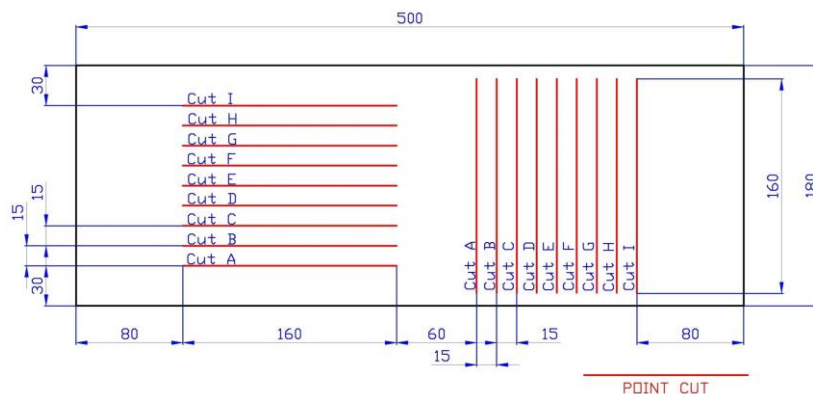 500
30
Cut I
Cut H
Cut G
Cut F
Cut E
Cut D
Cut C
Cut B
Cut A
15
15
30
Cut A
Cut B
Cut C
Cut D
Cut E
Cut F
Cut G
Cut H
Cut I
160
180
80
160
60
15
80
15
POINT CUT